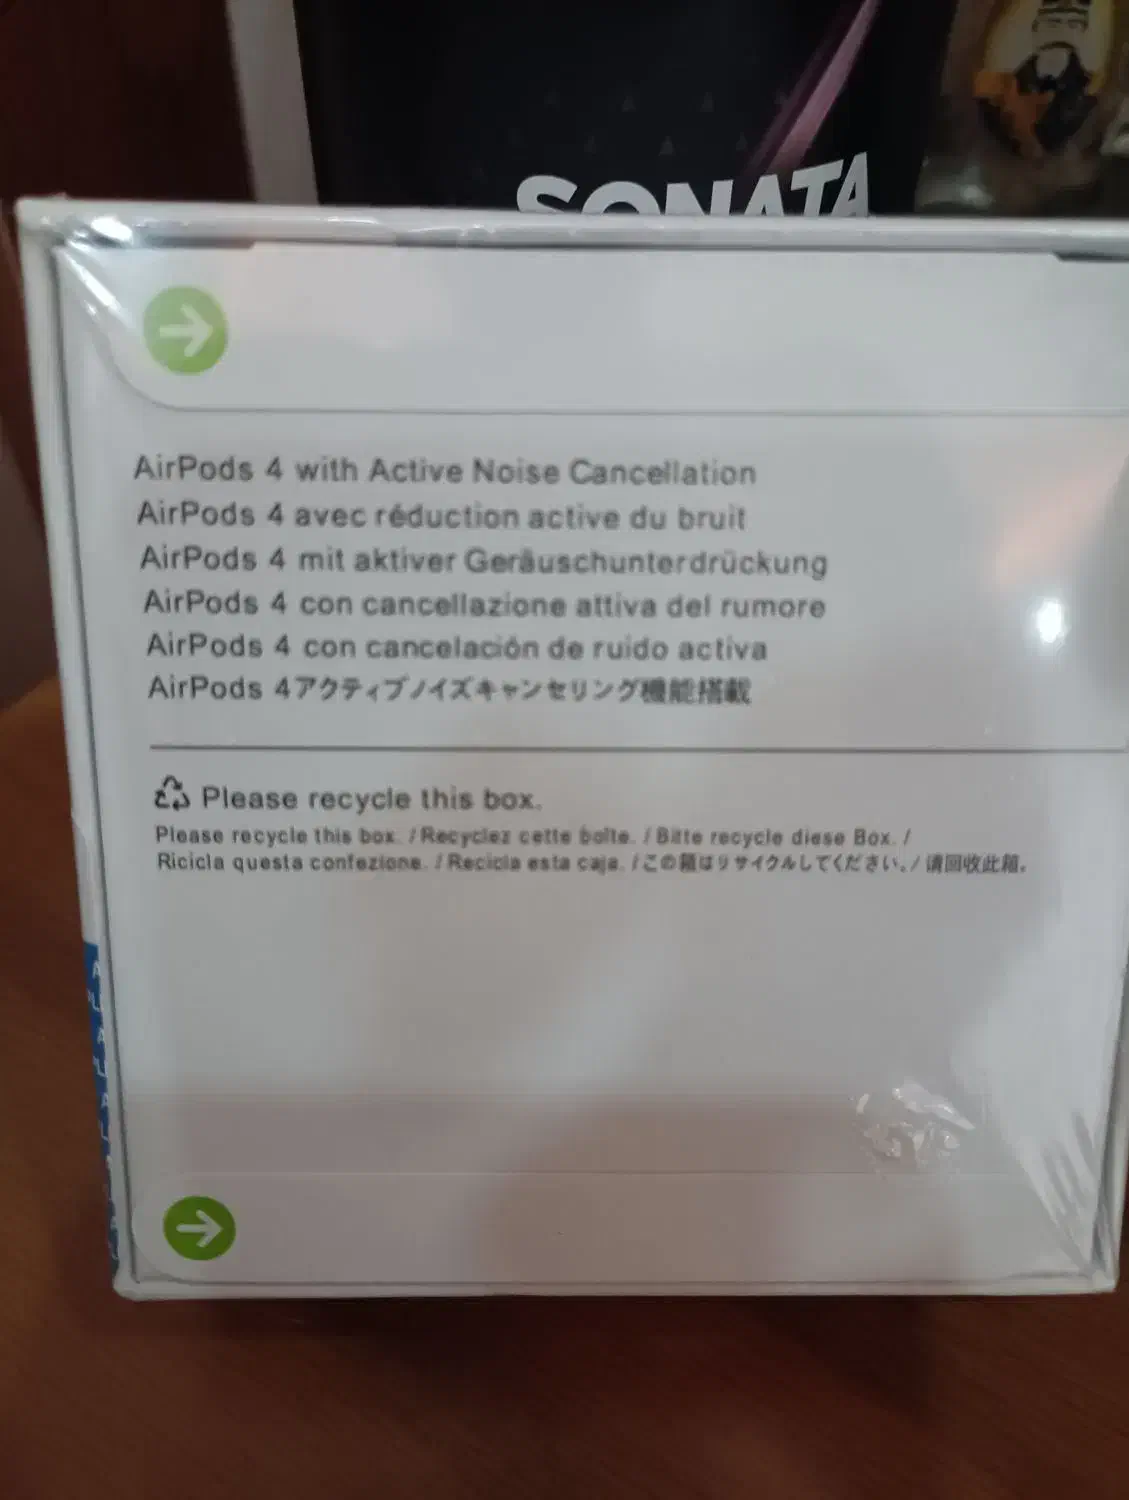 SONATA
AirPods 4 with Active Noise Cancellation
AirPods 4 avec réduction active du bruit
AirPods 4 mit aktiver Geräuschunterdrückung
AirPods 4 con cancellazione attiva del rumore
AirPods 4 con cancelación de ruido activa
AirPods 4アクティブノイズキャンセリング機能搭載
Please recycle this box.
Please recycle this box. / Recyclez cette boîte. / Bitte recycle diese Box. /
Ricicla questa confezione. / Recicla esta caja. / この箱はリサイクルしてください。/ 请回收此箱。